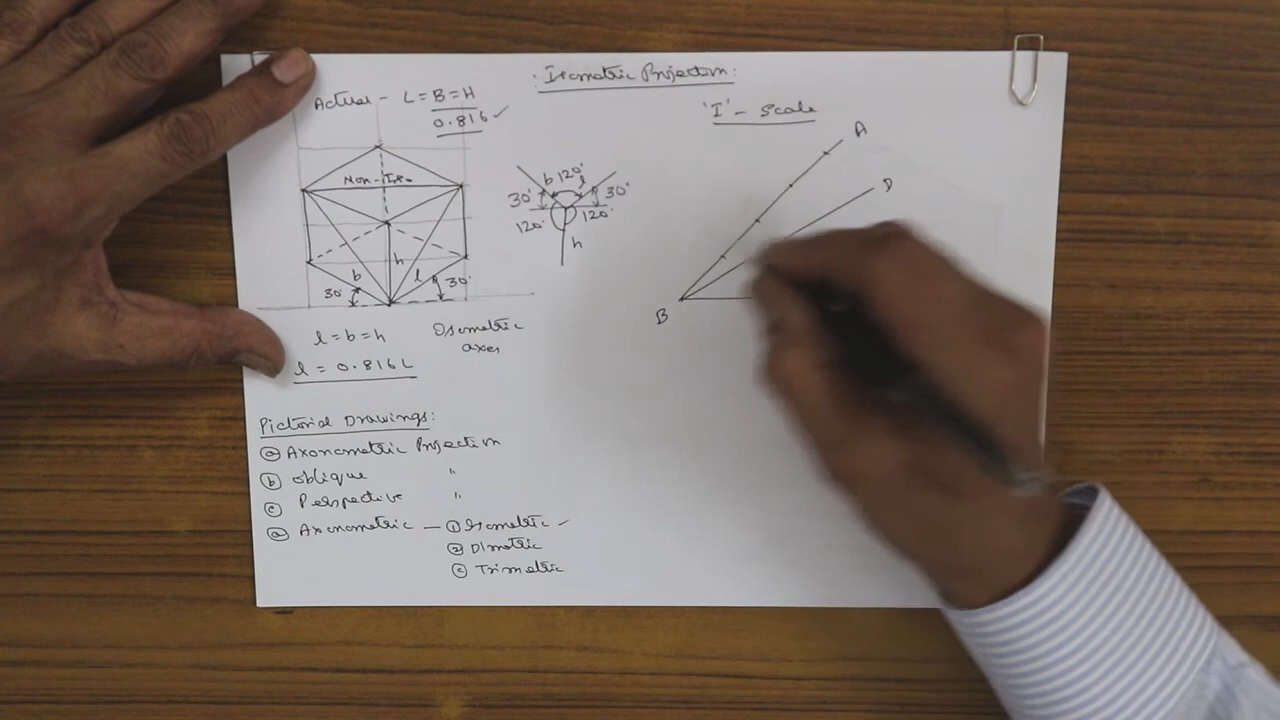 Isometric Projection:
Actual - L=B=H
0.816 ✓
Non-Iso
b
h
l
30°
30°
b 120° l
30°
30°
120°
120°
h
l = b = h
l = 0.816L
Isometric
axes
Pictorial Drawings:
(a) Axonometric Projection
(b) oblique "
(c) Perspective "
(a) Axonometric — (1) Isometric -
(2) Dimetric
(c) Trimetric
'I' - Scale
A
D
B